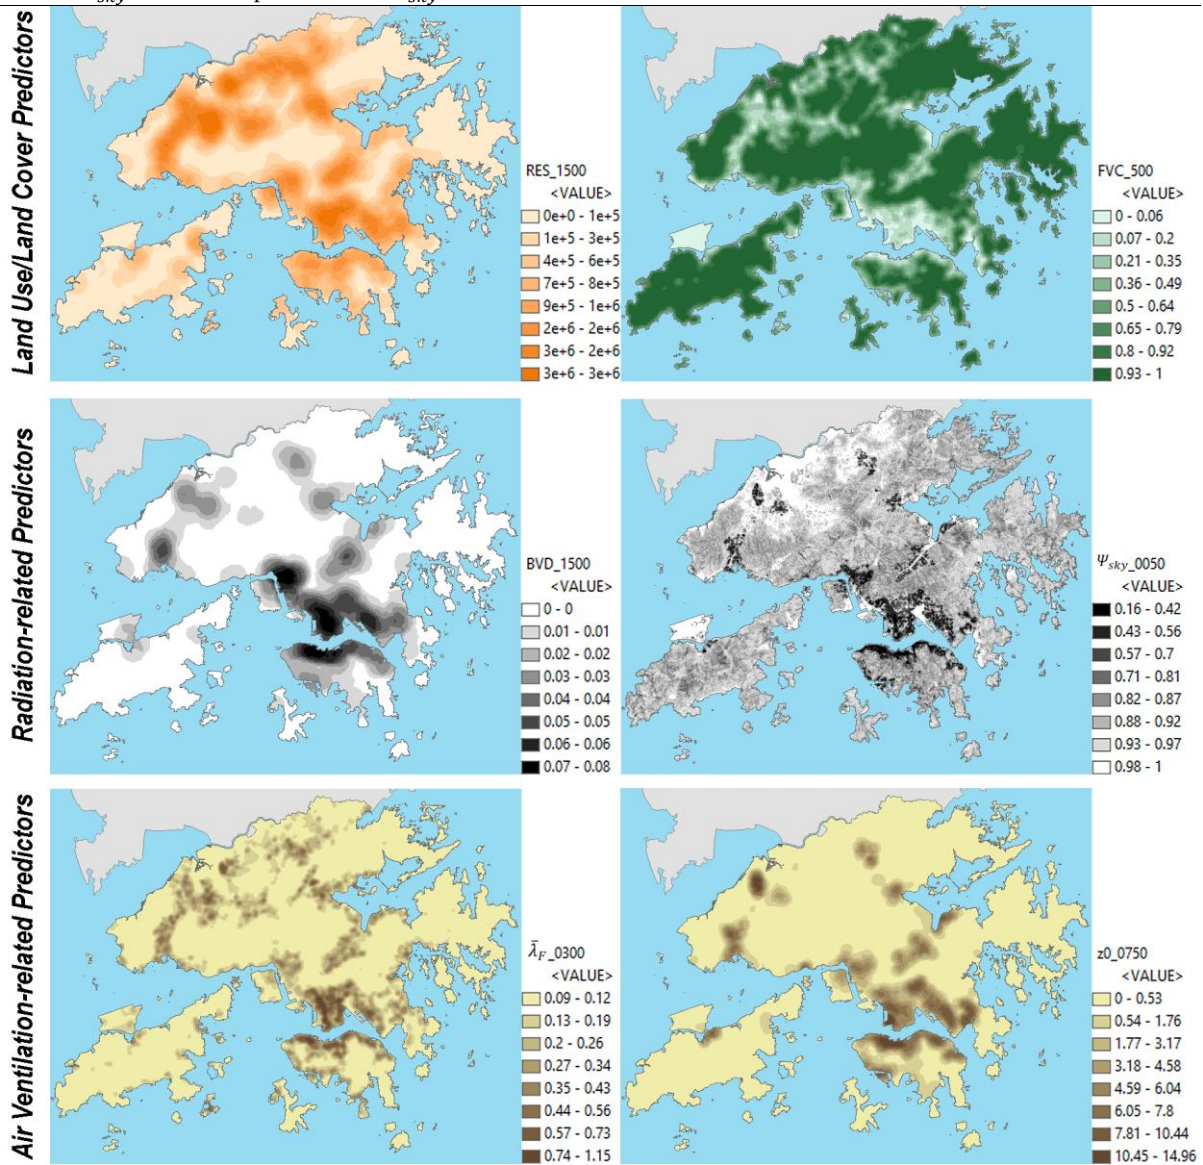 Land Use/Land Cover Predictors
RES_1500
<VALUE>
0e+0 - 1e+5
1e+5 - 3e+5
4e+5 - 6e+5
7e+5 - 8e+5
9e+5 - 1e+6
2e+6 - 2e+6
3e+6 - 2e+6
3e+6 - 3e+6
FVC_500
<VALUE>
0 - 0.06
0.07 - 0.2
0.21 - 0.35
0.36 - 0.49
0.5 - 0.64
0.65 - 0.79
0.8 - 0.92
0.93 - 1
Radiation-related Predictors
BVD_1500
<VALUE>
0 - 0
0.01 - 0.01
0.02 - 0.02
0.03 - 0.03
0.04 - 0.04
0.05 - 0.05
0.06 - 0.06
0.07 - 0.08
Ψsky_0050
<VALUE>
0.16 - 0.42
0.43 - 0.56
0.57 - 0.7
0.71 - 0.81
0.82 - 0.87
0.88 - 0.92
0.93 - 0.97
0.98 - 1
Air Ventilation-related Predictors
λ̄F_0300
<VALUE>
0.09 - 0.12
0.13 - 0.19
0.2 - 0.26
0.27 - 0.34
0.35 - 0.43
0.44 - 0.56
0.57 - 0.73
0.74 - 1.15
z0_0750
<VALUE>
0 - 0.53
0.54 - 1.76
1.77 - 3.17
3.18 - 4.58
4.59 - 6.04
6.05 - 7.8
7.81 - 10.44
10.45 - 14.96